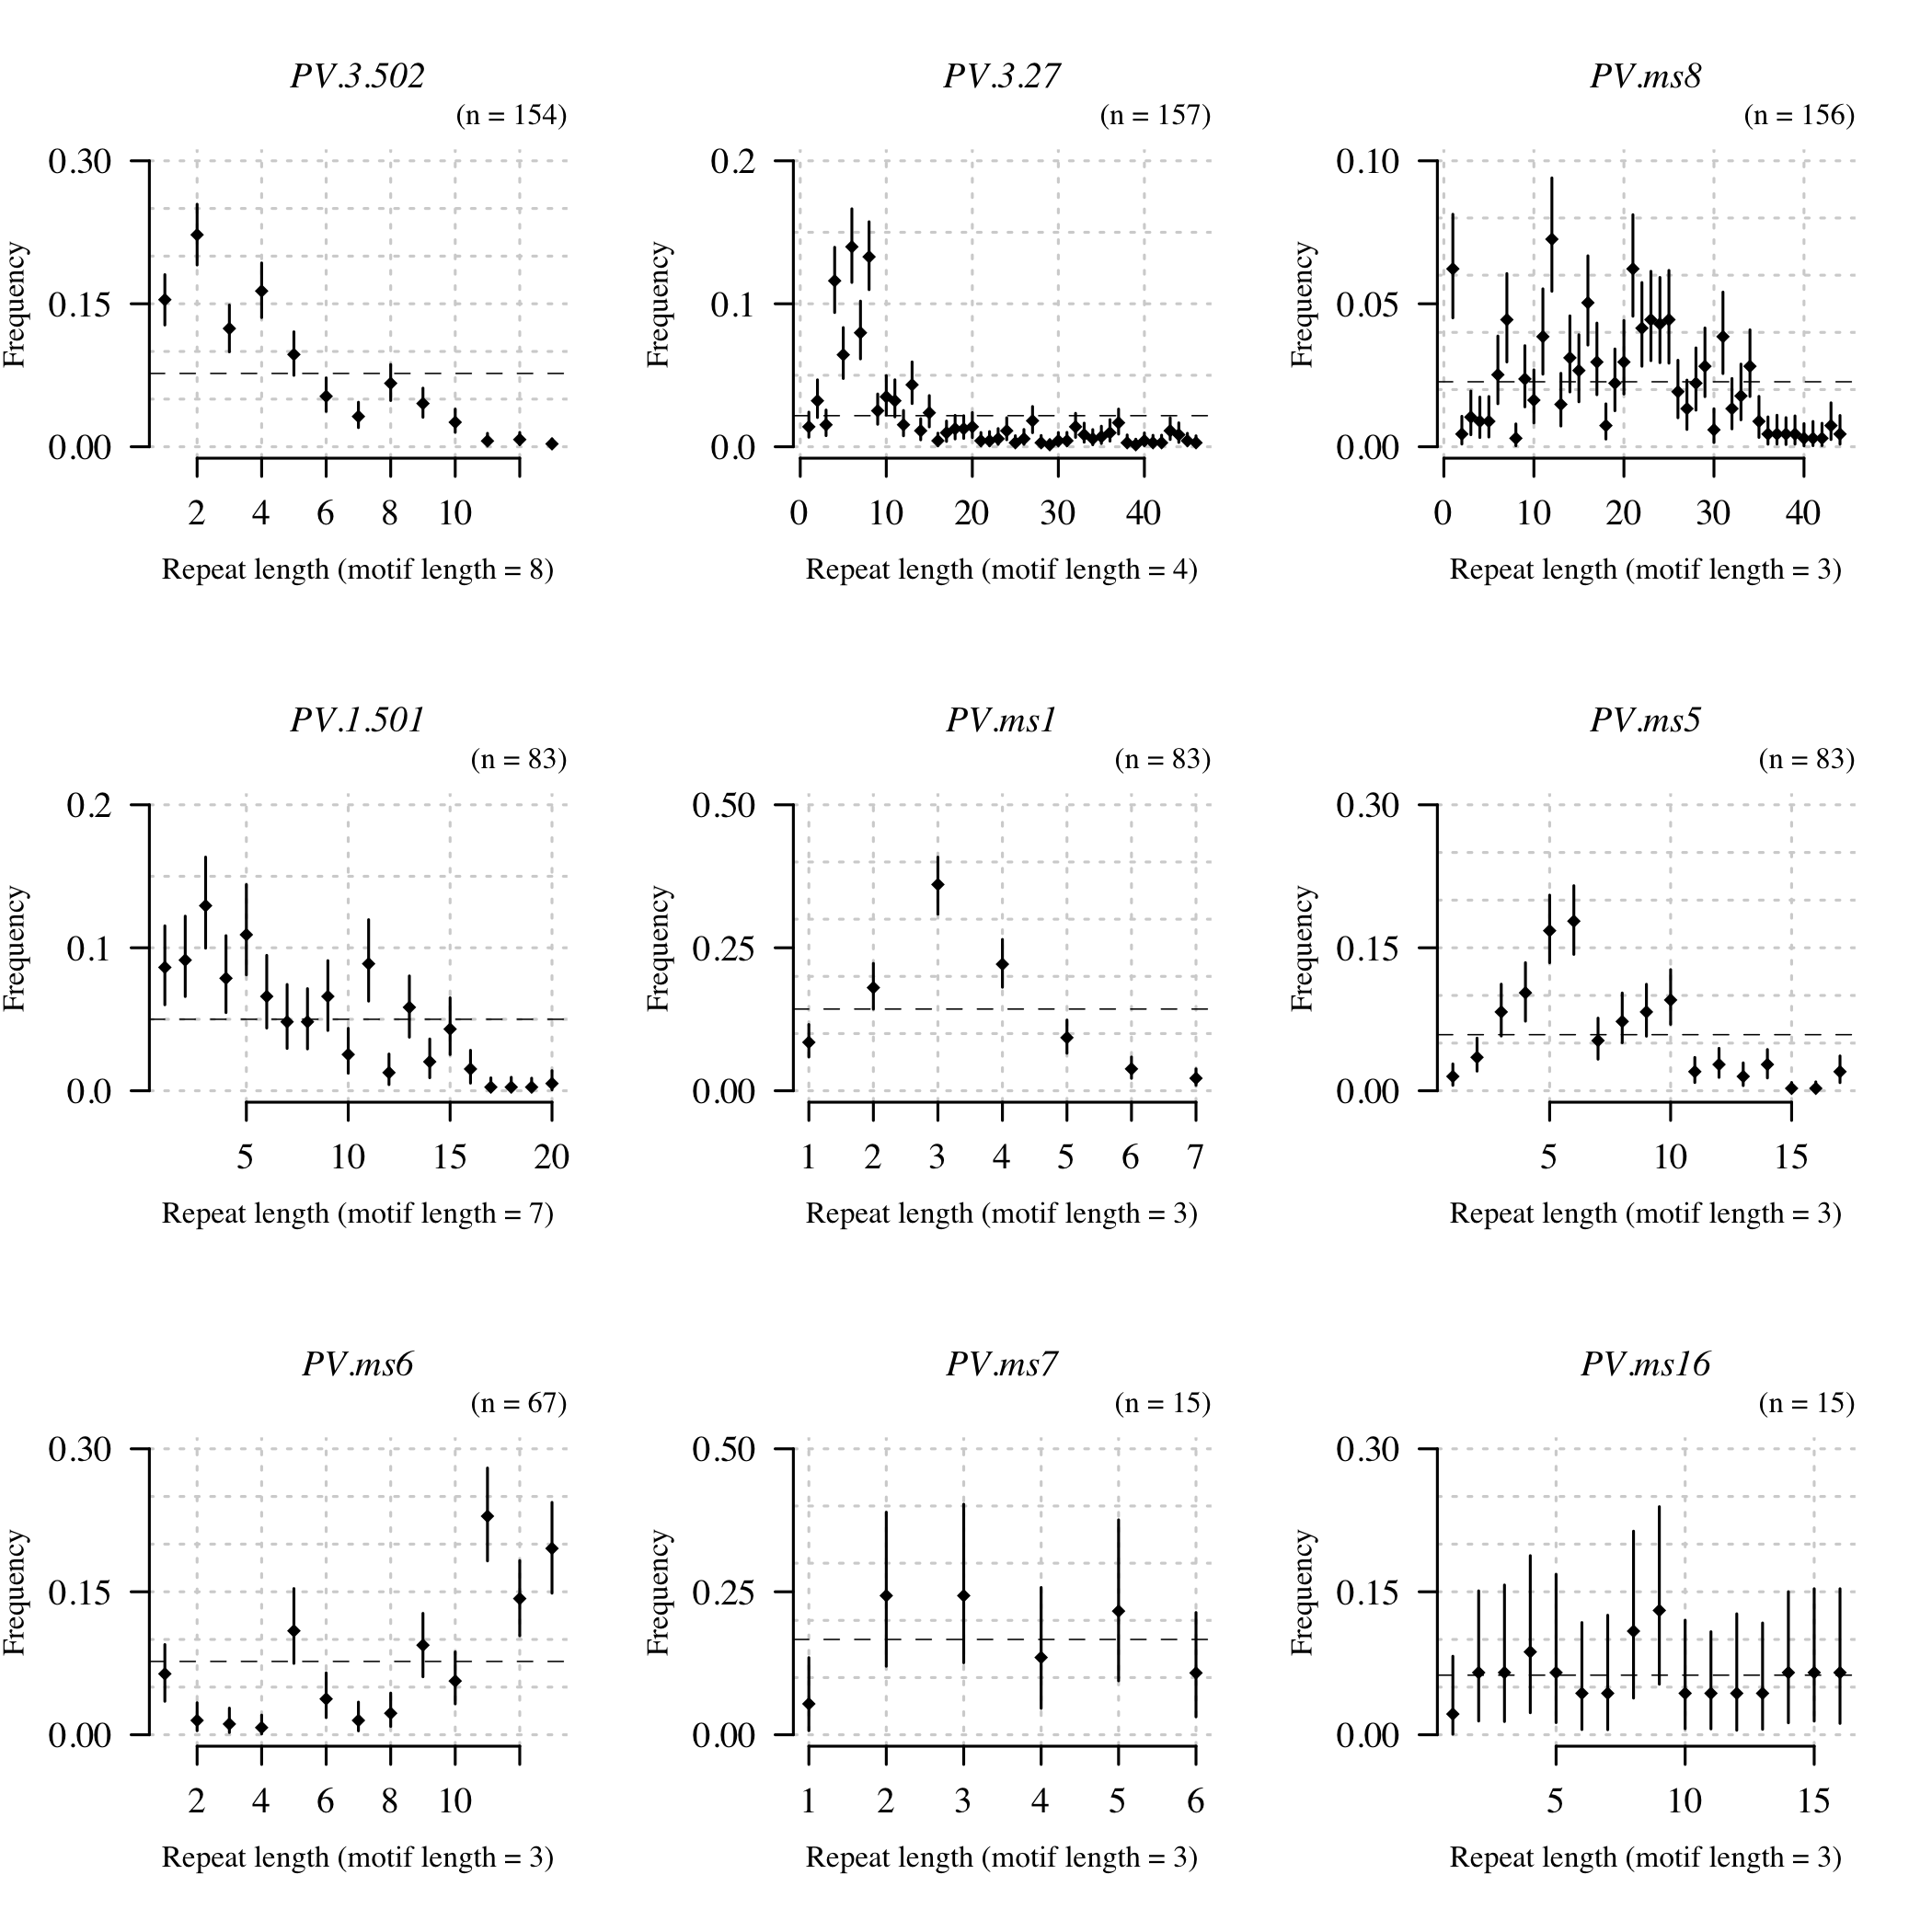 PV.3.502
(n = 154)
0.30
0.15
0.00
Frequency
2 4 6 8 10
Repeat length (motif length = 8)
PV.3.27
(n = 157)
0.2
0.1
0.0
Frequency
0 10 20 30 40
Repeat length (motif length = 4)
PV.ms8
(n = 156)
0.10
0.05
0.00
Frequency
0 10 20 30 40
Repeat length (motif length = 3)
PV.1.501
(n = 83)
0.2
0.1
0.0
Frequency
5 10 15 20
Repeat length (motif length = 7)
PV.ms1
(n = 83)
0.50
0.25
0.00
Frequency
1 2 3 4 5 6 7
Repeat length (motif length = 3)
PV.ms5
(n = 83)
0.30
0.15
0.00
Frequency
5 10 15
Repeat length (motif length = 3)
PV.ms6
(n = 67)
0.30
0.15
0.00
Frequency
2 4 6 8 10
Repeat length (motif length = 3)
PV.ms7
(n = 15)
0.50
0.25
0.00
Frequency
1 2 3 4 5 6
Repeat length (motif length = 3)
PV.ms16
(n = 15)
0.30
0.15
0.00
Frequency
5 10 15
Repeat length (motif length = 3)